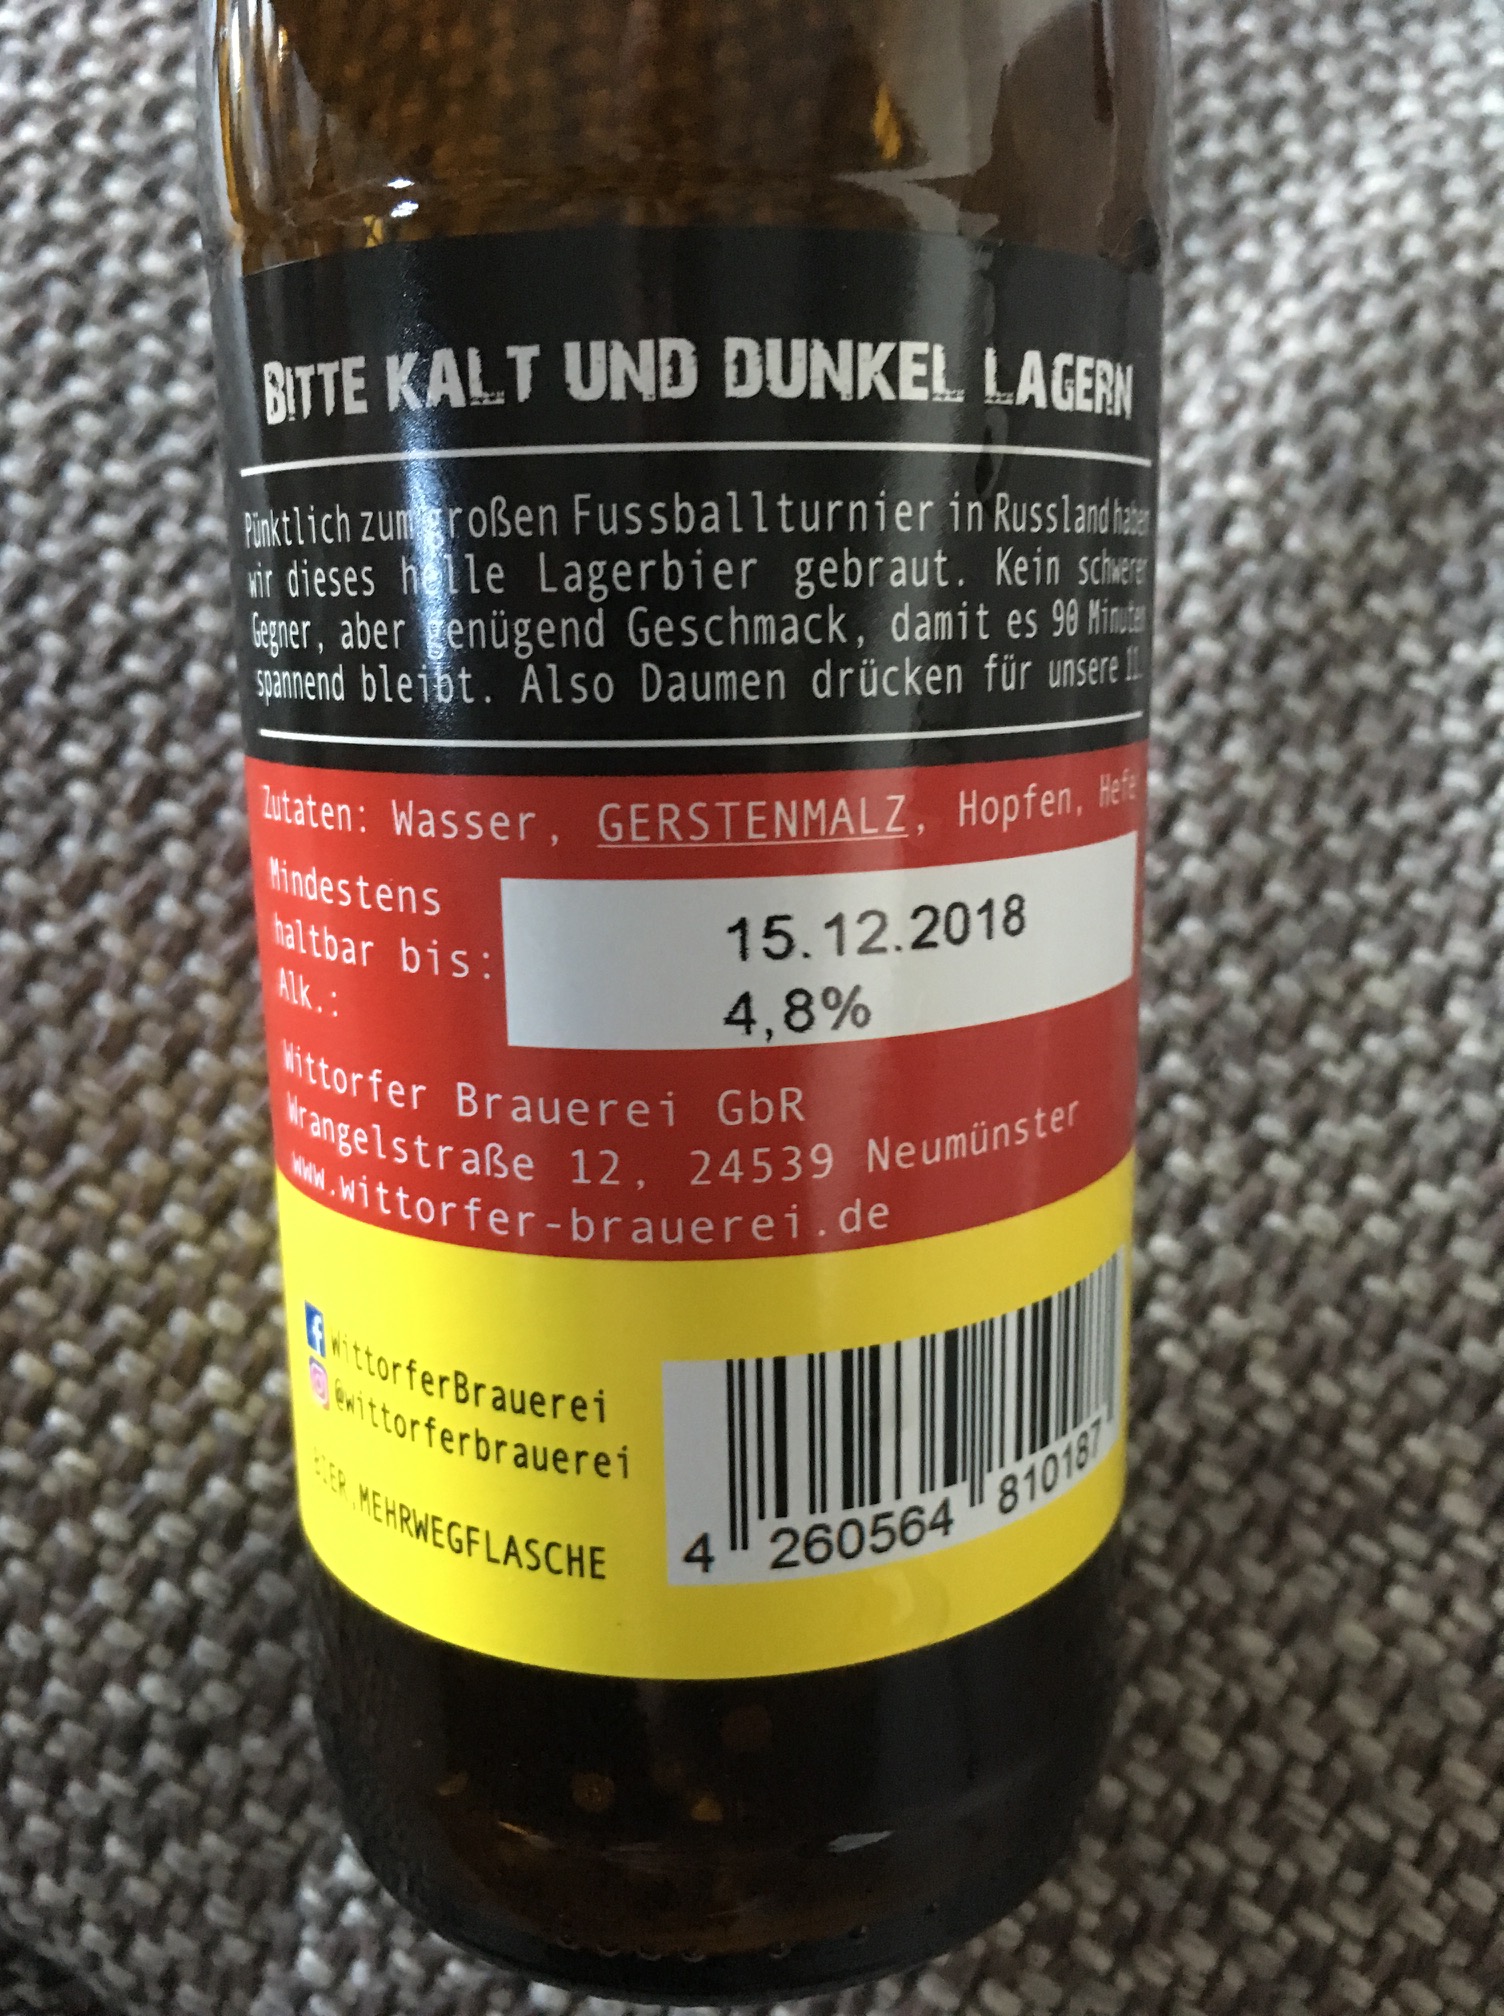 BITTE KALT UND DUNKEL LAGERN
Pünktlich zum großen Fussballturnier in Russland haben
wir dieses helle Lagerbier gebraut. Kein schwerer
Gegner, aber genügend Geschmack, damit es 90 Minuten
spannend bleibt. Also Daumen drücken für unsere 11.
Zutaten: Wasser, GERSTENMALZ, Hopfen, Hefe
Mindestens
haltbar bis: 15.12.2018
Alk.: 4,8%
Wittorfer Brauerei GbR
Wrangelstraße 12, 24539 Neumünster
www.wittorfer-brauerei.de
f wittorferBrauerei
@wittorferbrauerei
BIER,MEHRWEGFLASCHE
4 260564 810187